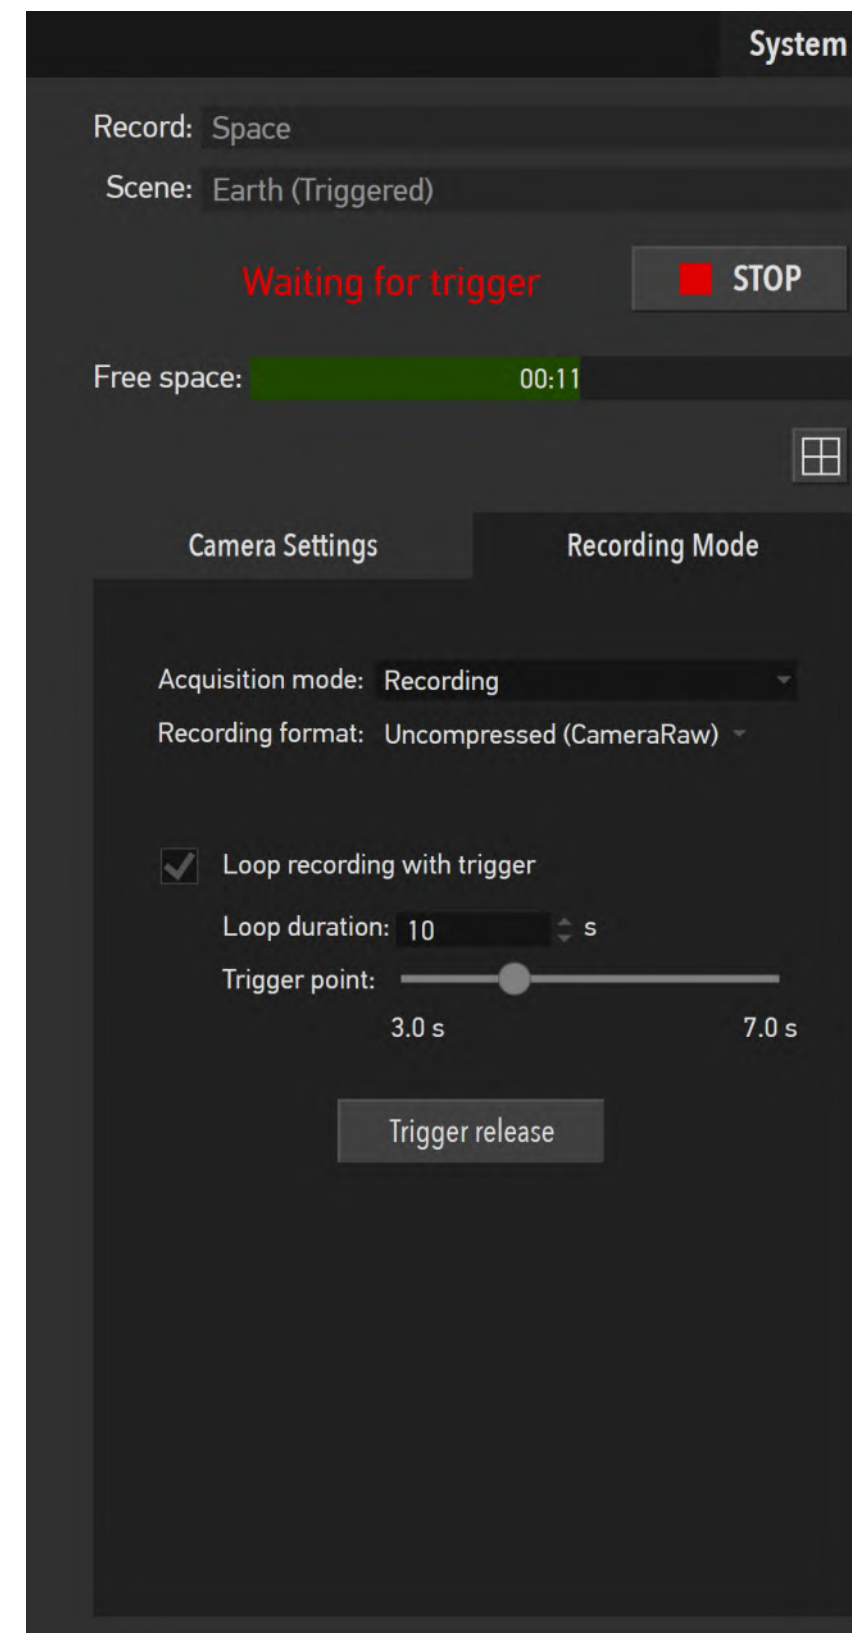 System
Record: Space
Scene: Earth (Triggered)
Waiting for trigger STOP
Free space: 00:11
Camera Settings Recording Mode
Acquisition mode: Recording
Recording format: Uncompressed (CameraRaw)
Loop recording with trigger
Loop duration: 10 s
Trigger point:
3.0 s 7.0 s
Trigger release